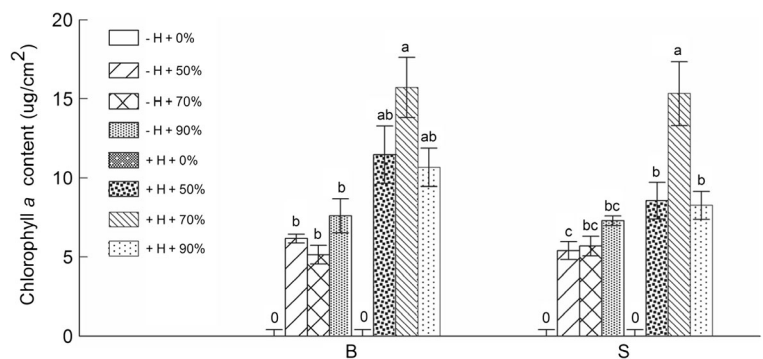 Chlorophyll a content (ug/cm²)
20
15
10
5
0
- H + 0%
- H + 50%
- H + 70%
- H + 90%
+ H + 0%
+ H + 50%
+ H + 70%
+ H + 90%
0 b b b 0 ab a ab
0 c bc bc 0 b a b
B S